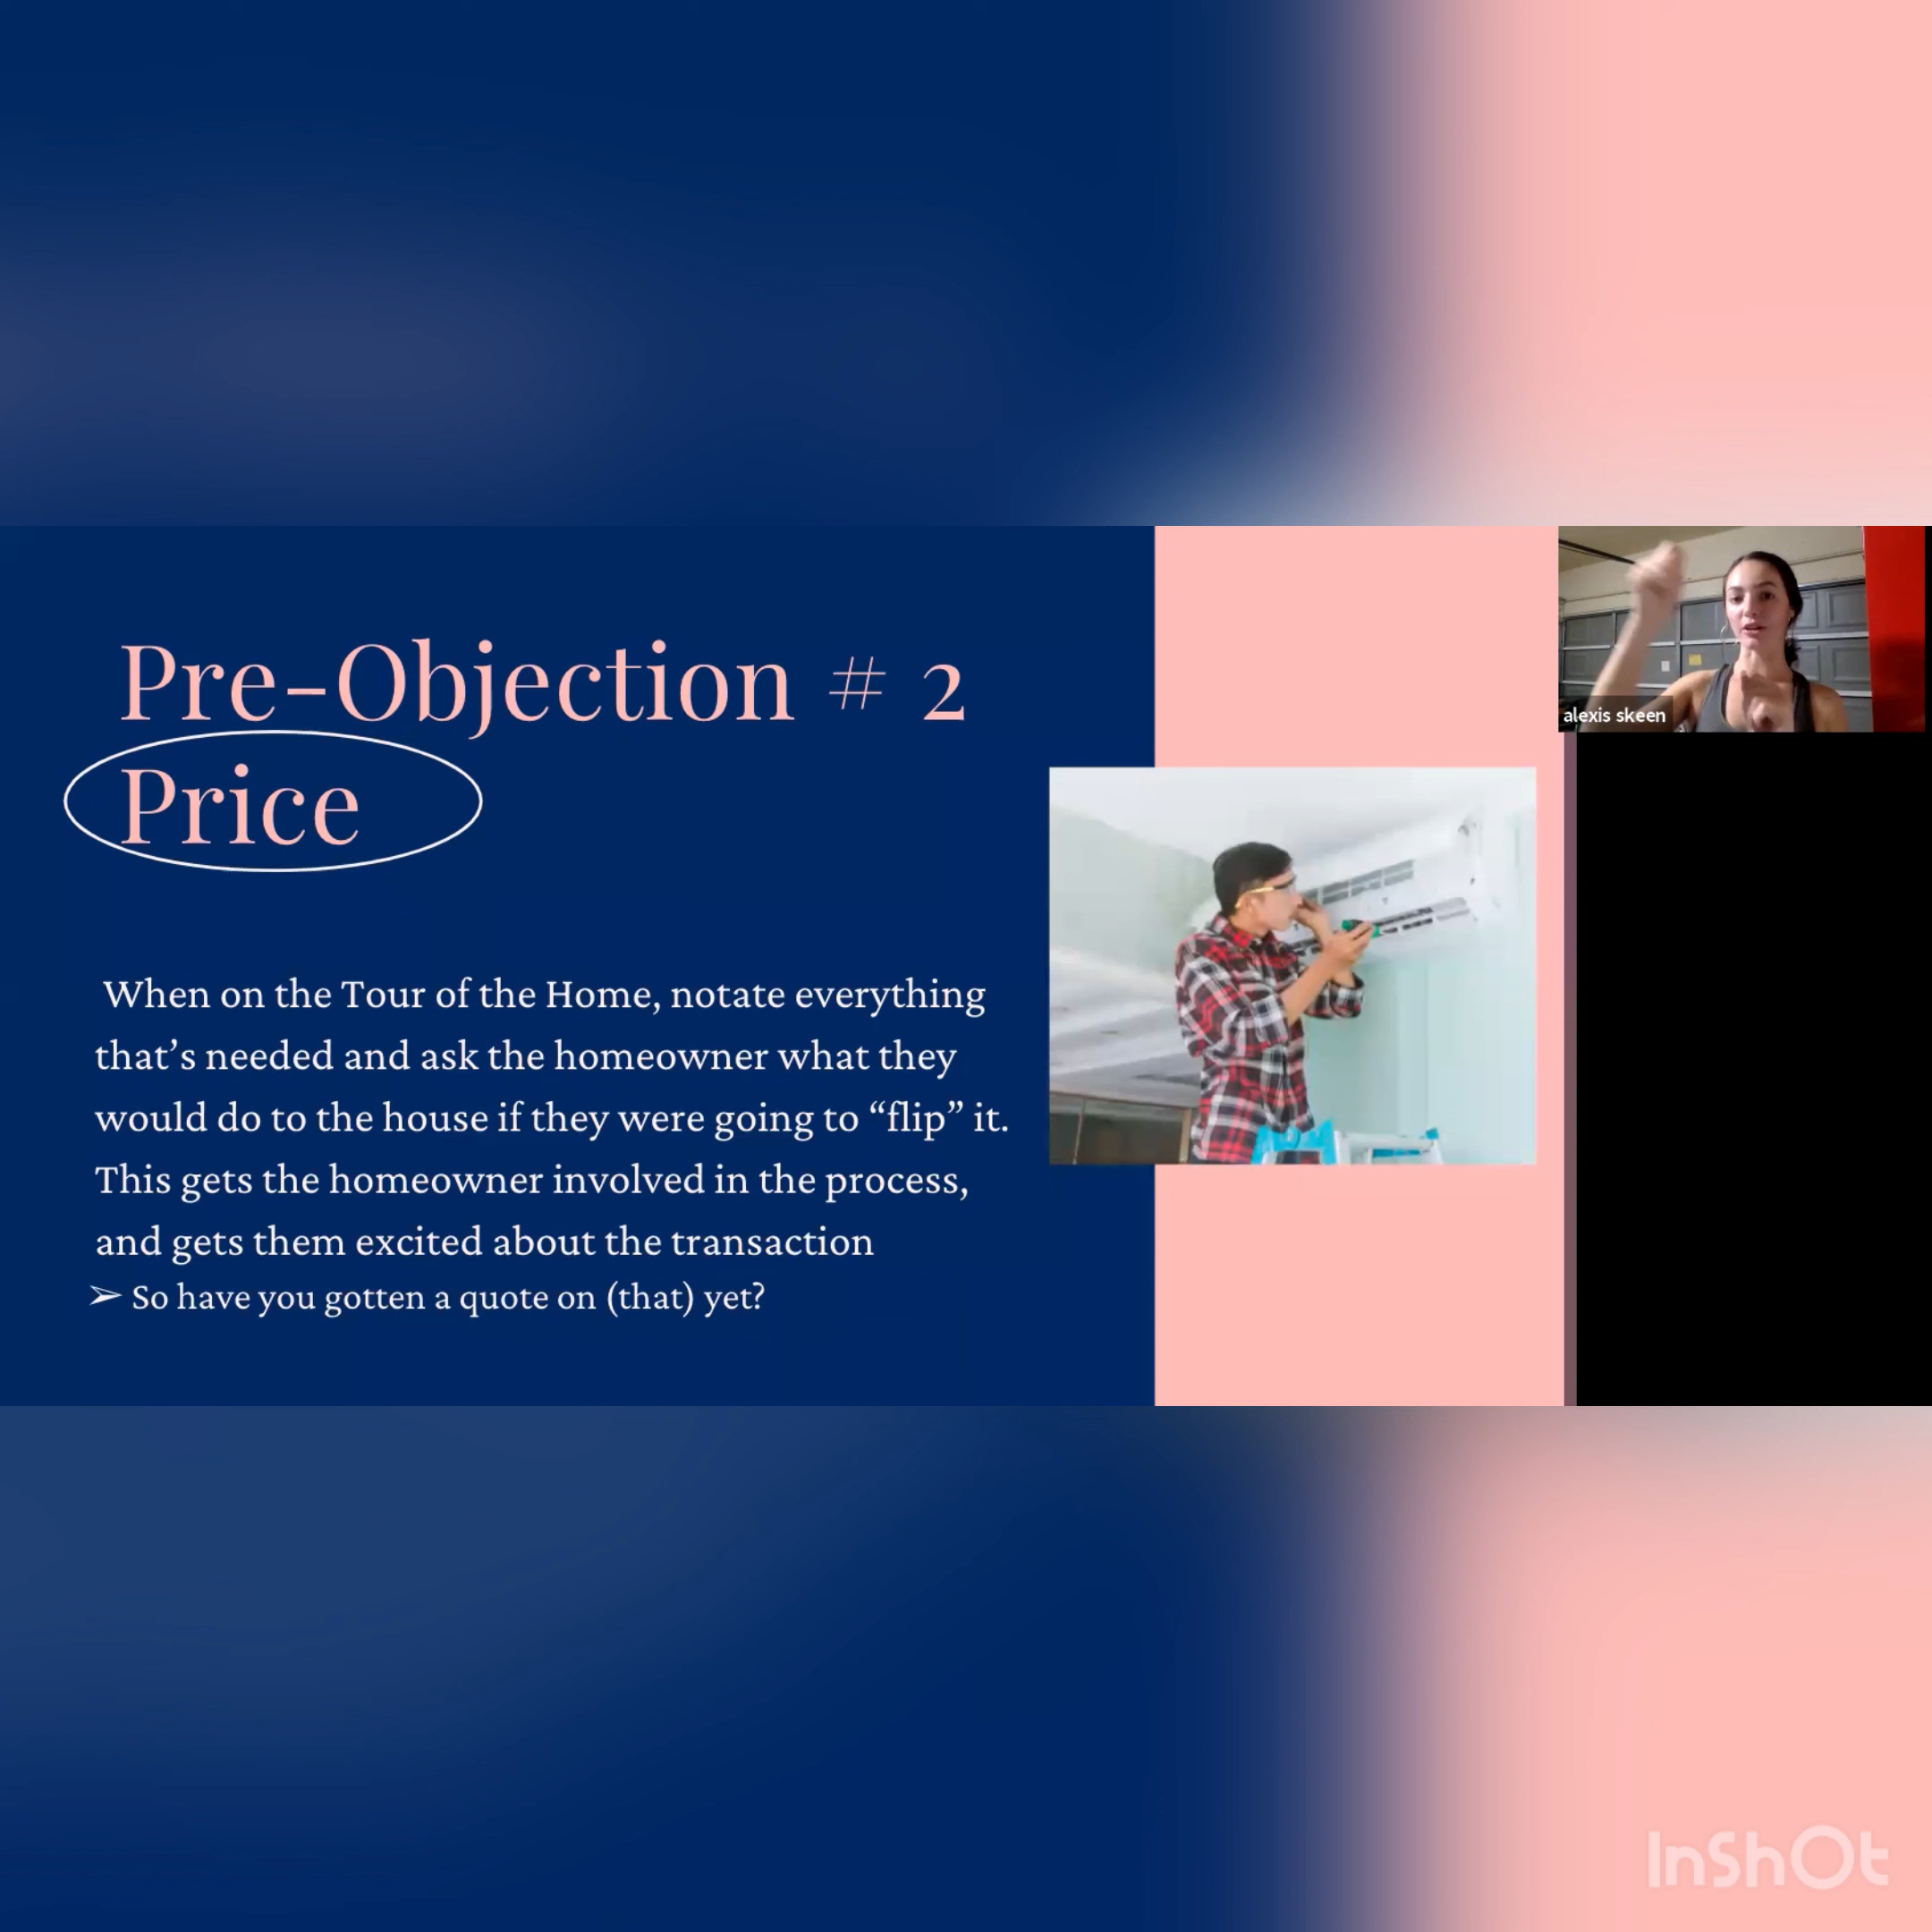 Pre-Objection # 2
Price
When on the Tour of the Home, notate everything
that’s needed and ask the homeowner what they
would do to the house if they were going to “flip” it.
This gets the homeowner involved in the process,
and gets them excited about the transaction
➢ So have you gotten a quote on (that) yet?
alexis skeen
InShOt